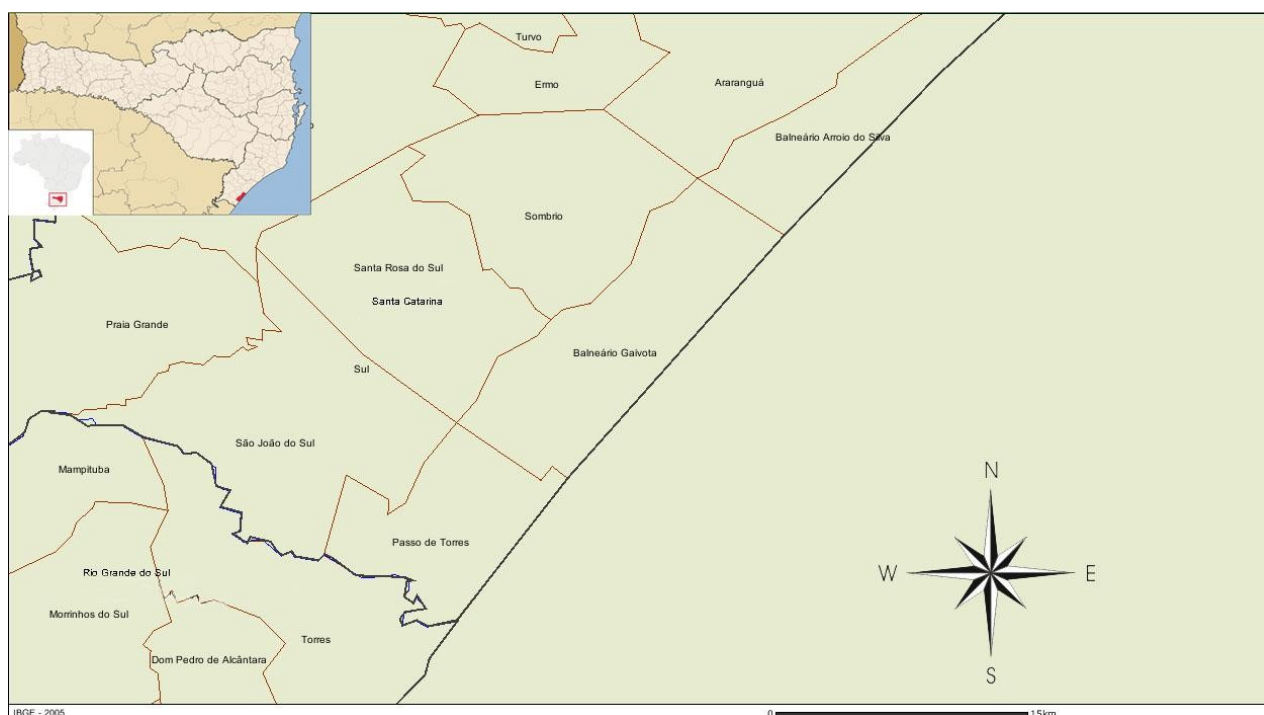 Turvo
Ermo
Araranguá
Balneário Arroio do Silva
Sombrio
Santa Rosa do Sul
Santa Catarina
Praia Grande
Balneário Gaivota
Sul
São João do Sul
Mampituba
N
Passo de Torres
W
E
Rio Grande do Sul
Morrinhos do Sul
Torres
Dom Pedro de Alcântara
S
IBGE - 2005
0
15km